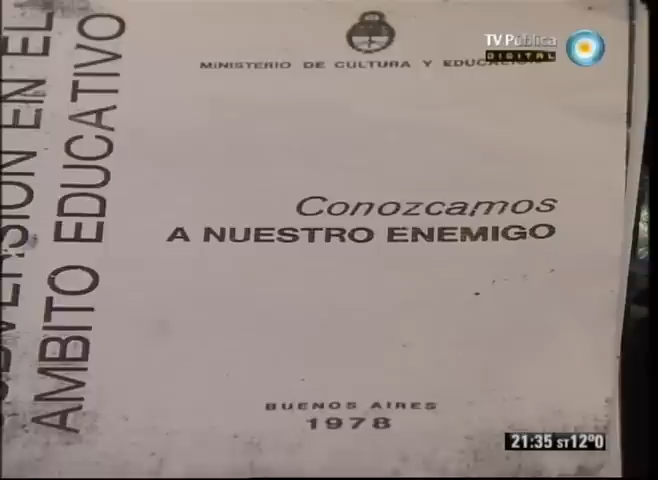 TV Pública
DIGITAL
MINISTERIO DE CULTURA Y EDUCACION
SUBVERSION EN EL
AMBITO EDUCATIVO
Conozcamos
A NUESTRO ENEMIGO
BUENOS AIRES
1978
21:35 ST 12º0